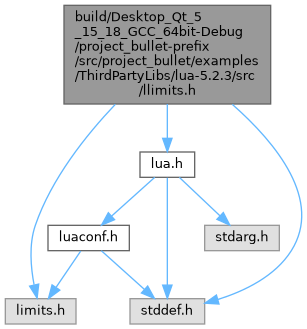 build/Desktop_Qt_5
_15_18_GCC_64bit-Debug
/project_bullet-prefix
/src/project_bullet/examples
/ThirdPartyLibs/lua-5.2.3/src
/llimits.h
lua.h
luaconf.h
stdarg.h
limits.h
stddef.h